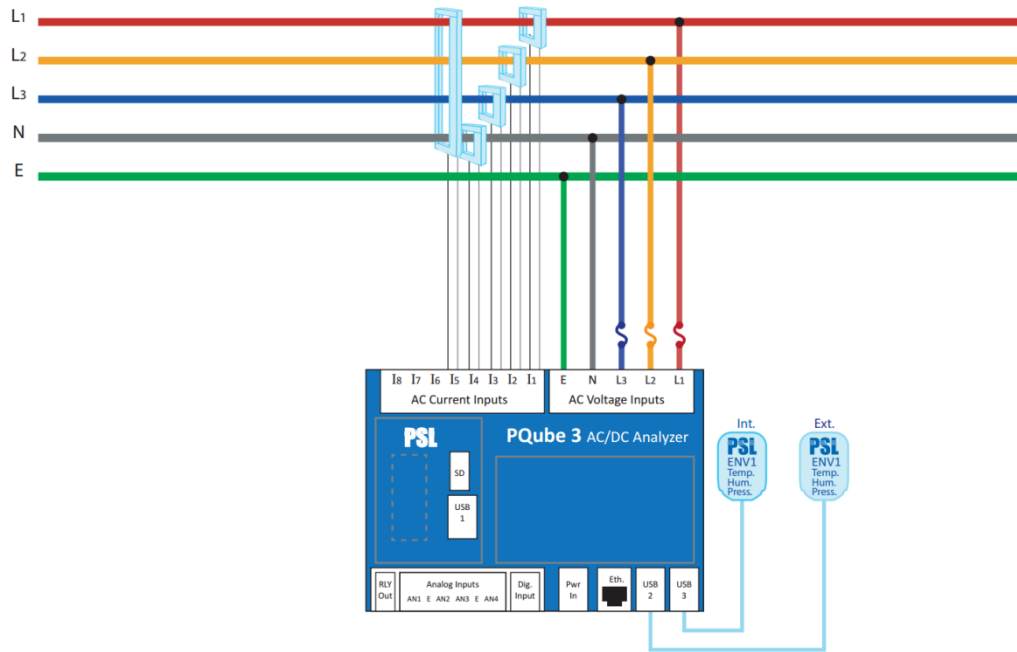 L1
L2
L3
N
E
I8 I7 I6 I5 I4 I3 I2 I1
AC Current Inputs
E N L3 L2 L1
AC Voltage Inputs
PSL
PQube 3 AC/DC Analyzer
SD
USB
1
Int.
PSL
ENV1
Temp.
Hum.
Press.
Ext.
PSL
ENV1
Temp.
Hum.
Press.
RLY
Out
Analog Inputs
AN1 E AN2 AN3 E AN4
Dig.
Input
Pwr
In
Eth.
USB
2
USB
3